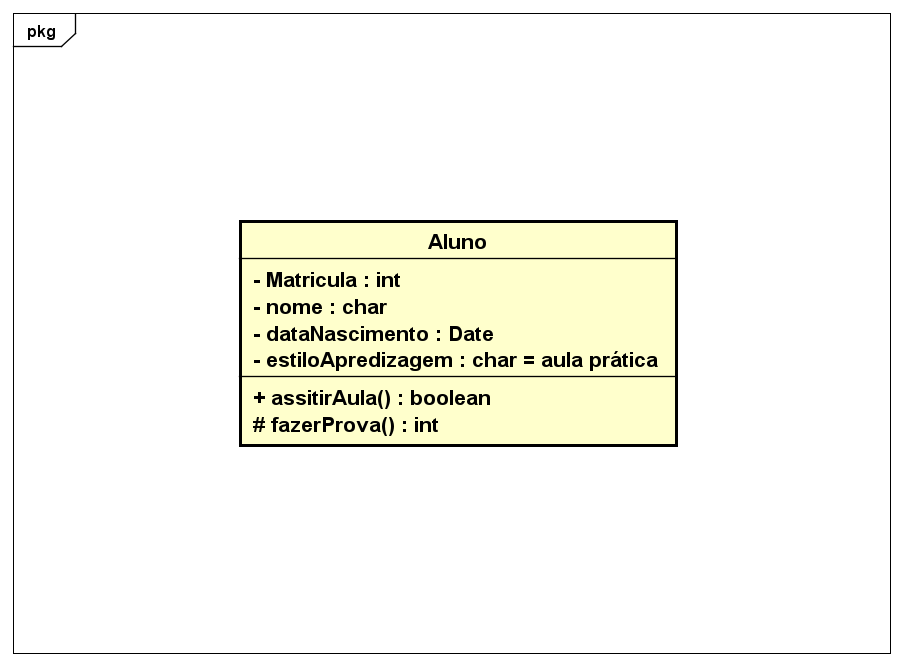 pkg
Aluno
- Matricula : int
- nome : char
- dataNascimento : Date
- estiloApredizagem : char = aula prática
+ assitirAula() : boolean
# fazerProva() : int